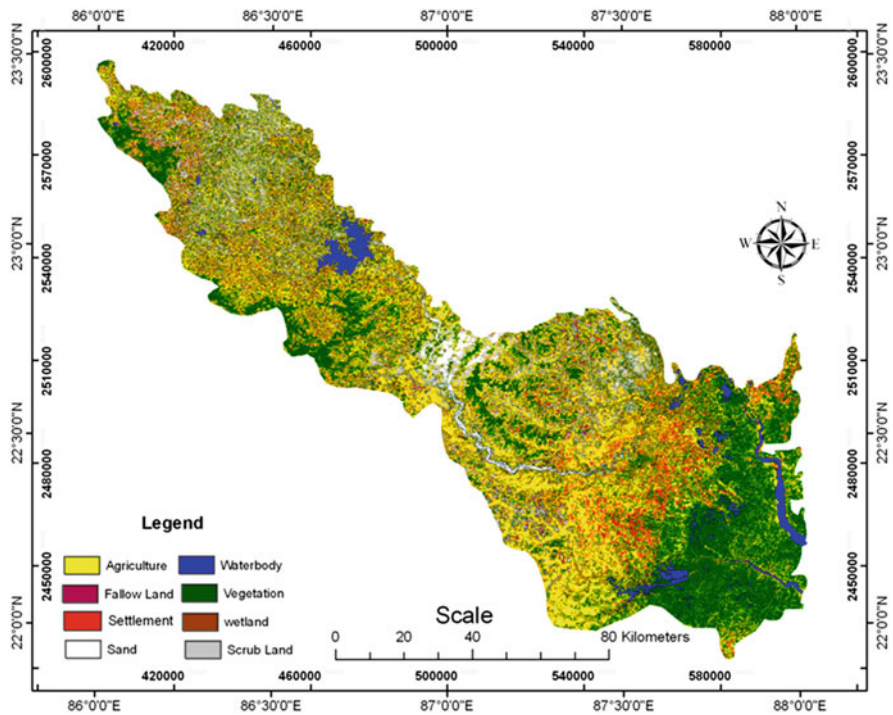 86°0'0"E 86°30'0"E 87°0'0"E 87°30'0"E 88°0'0"E
420000 460000 500000 540000 580000
23°30'0"N 2600000 2600000 23°30'0"N
2570000 2570000
N
W E
S
23°0'0"N 2540000 2540000 23°0'0"N
2510000 2510000
22°30'0"N 2480000 2480000 22°30'0"N
Legend
Agriculture Waterbody
Fallow Land Vegetation
Settlement wetland
Sand Scrub Land
2450000 2450000
22°0'0"N 22°0'0"N
Scale
0 20 40 80 Kilometers
420000 460000 500000 540000 580000
86°0'0"E 86°30'0"E 87°0'0"E 87°30'0"E 88°0'0"E